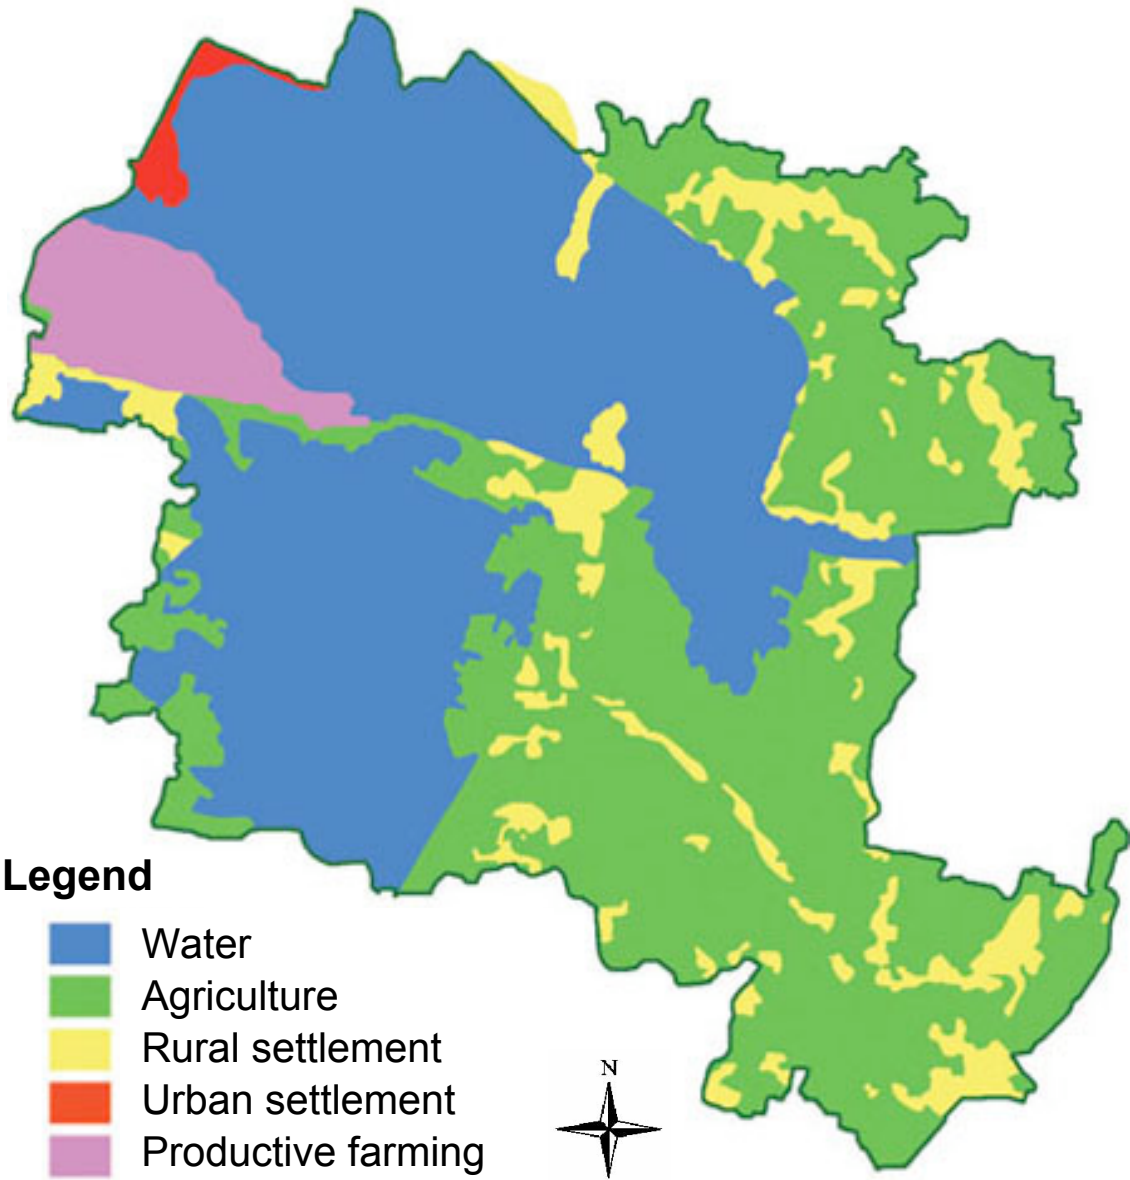 Legend
Water
Agriculture
Rural settlement
Urban settlement
Productive farming
N